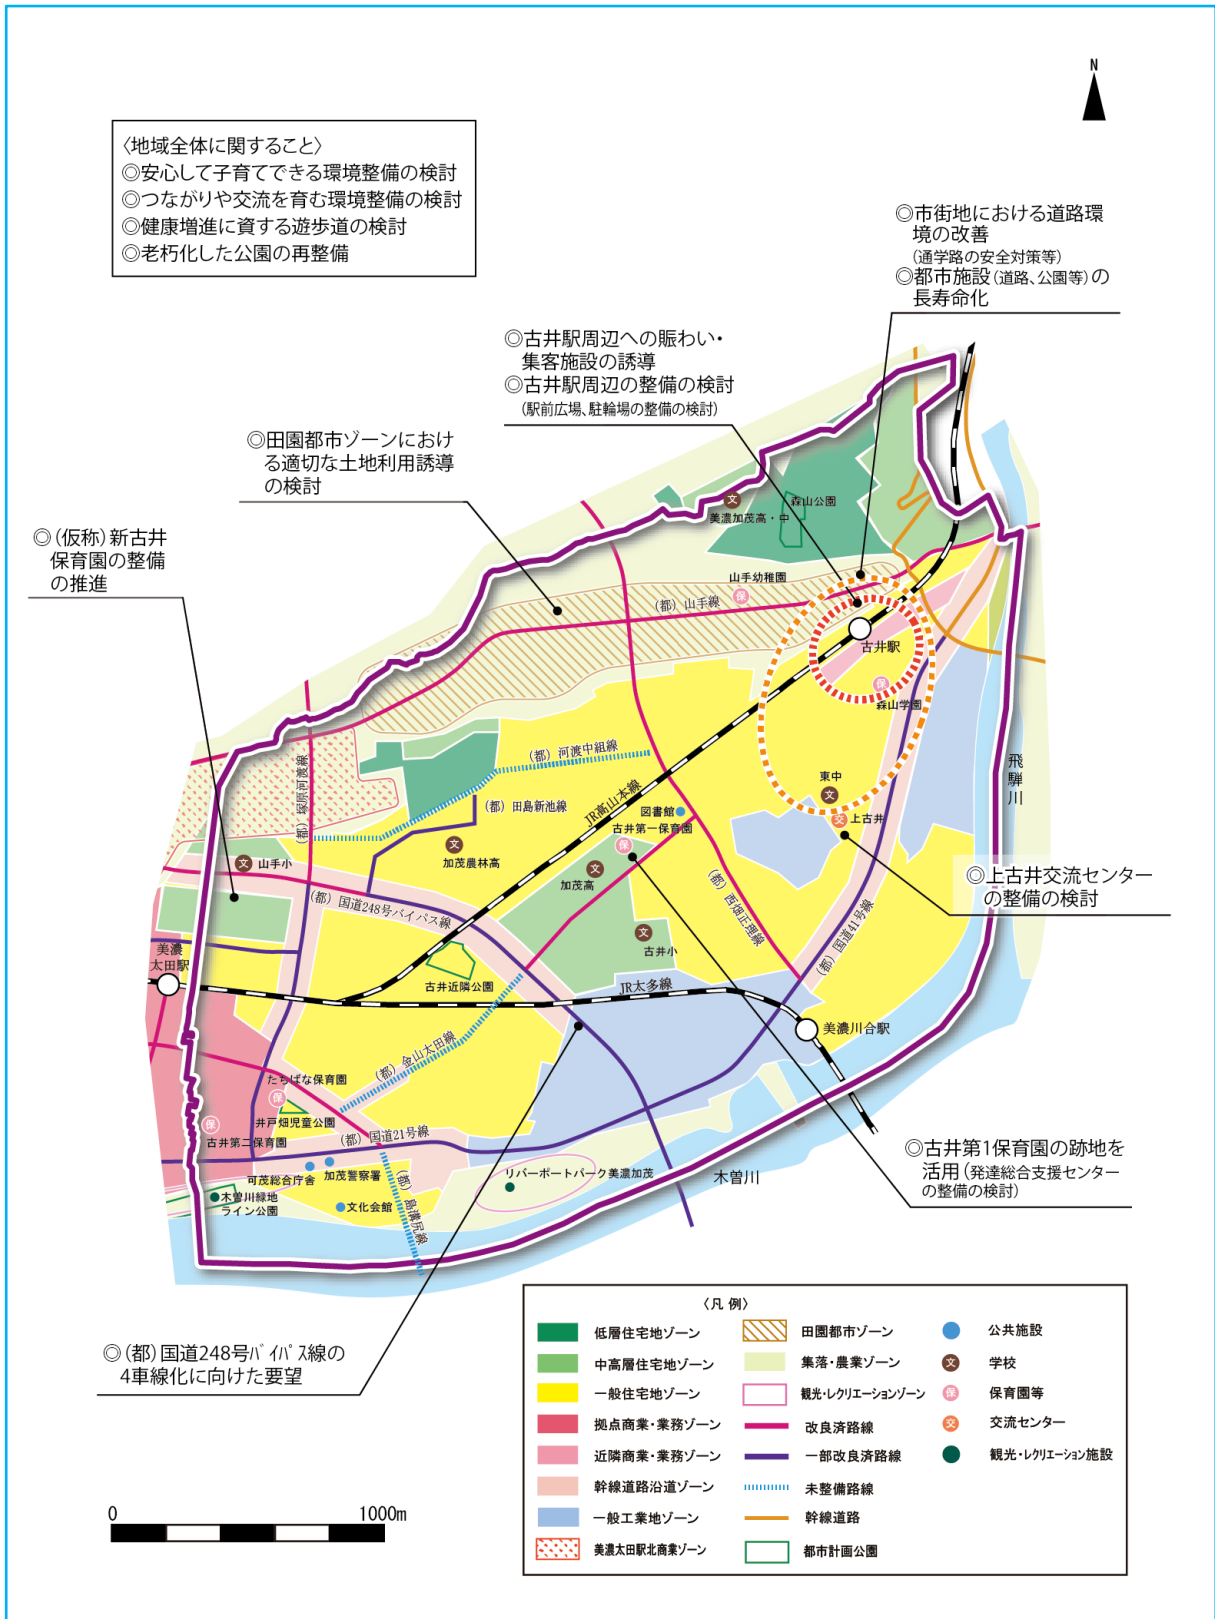 N
〈地域全体に関すること〉
◎安心して子育てできる環境整備の検討
◎つながりや交流を育む環境整備の検討
◎健康増進に資する遊歩道の検討
◎老朽化した公園の再整備
◎市街地における道路環
境の改善
(通学路の安全対策等)
◎都市施設(道路、公園等)の
長寿命化
◎古井駅周辺への賑わい・
集客施設の誘導
◎古井駅周辺の整備の検討
(駅前広場、駐輪場の整備の検討)
◎田園都市ゾーンにおけ
る適切な土地利用誘導
の検討
◎(仮称)新古井
保育園の整備
の推進
文
美濃加茂高・中
森山公園
山手幼稚園
保
(都)山手線
古井駅
保
森山学園
飛騨川
(都)塚原河渡線
(都)河渡中組線
(都)田島新池線
JR高山本線
東中
文
図書館
交
上古井
古井第一保育園
保
文
加茂農林高
文
加茂高
文
山手小
(都)国道248号バイパス線
(都)西畑正理線
(都)国道41号線
◎上古井交流センター
の整備の検討
文
古井小
美濃
太田駅
古井近隣公園
JR太多線
美濃川合駅
(都)金山太田線
たちばな保育園
保
井戸畑児童公園
保
古井第二保育園
(都)国道21号線
可茂総合庁舎
加茂警察署
木曽川緑地
ライン公園
文化会館
(都)島溝尻線
リバーポートパーク美濃加茂
木曽川
◎古井第1保育園の跡地を
活用(発達総合支援センター
の整備の検討)
◎(都)国道248号ﾊﾞｲﾊﾟｽ線の
4車線化に向けた要望
〈凡 例〉
低層住宅地ゾーン
中高層住宅地ゾーン
一般住宅地ゾーン
拠点商業・業務ゾーン
近隣商業・業務ゾーン
幹線道路沿道ゾーン
一般工業地ゾーン
美濃太田駅北商業ゾーン
田園都市ゾーン
集落・農業ゾーン
観光・レクリエーションゾーン
改良済路線
一部改良済路線
未整備路線
幹線道路
都市計画公園
公共施設
文 学校
保 保育園等
交 交流センター
観光・レクリエーション施設
0 1000m